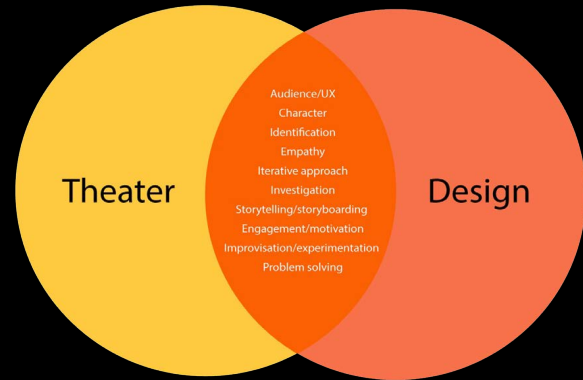 Theater
Audience/UX
Character
Identification
Empathy
Iterative approach
Investigation
Storytelling/storyboarding
Engagement/motivation
Improvisation/experimentation
Problem solving
Design